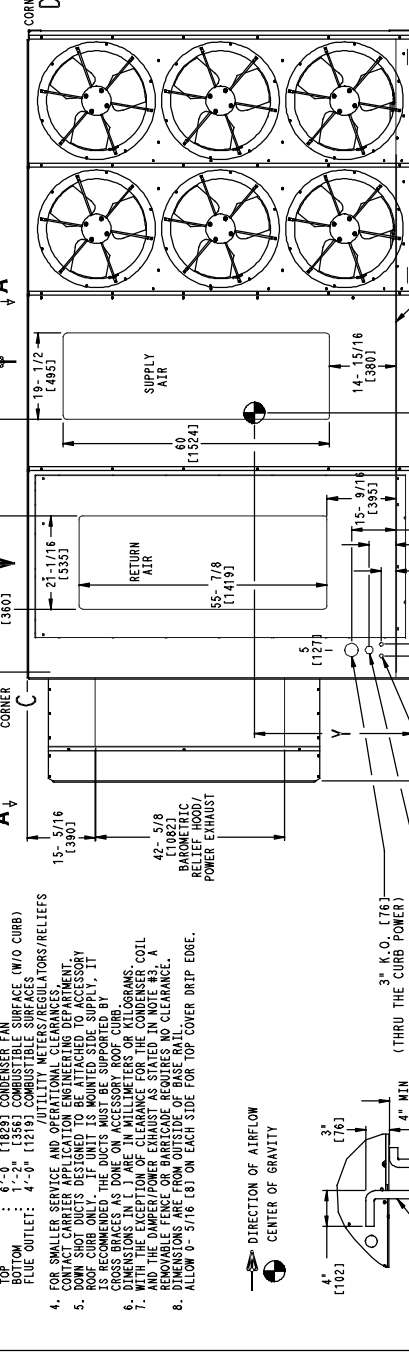 TOP : 6'-0" [1829] CONDENSER FAN
BOTTOM : 1'-2" [356] COMBUSTIBLE SURFACE (W/O CURB)
FLUE OUTLET: 4'-0" [1219] COMBUSTIBLE SURFACES
/UTILITY METERS/REGULATORS/RELIEFS
4. FOR SMALLER SERVICE AND OPERATIONAL CLEARANCES,
CONTACT CARRIER APPLICATION ENGINEERING DEPARTMENT.
5. DOWN SHOT DUCTS DESIGNED TO BE ATTACHED TO ACCESSORY
ROOF CURB ONLY. IF UNIT IS MOUNTED SIDE SUPPLY, IT
IS RECOMMENDED THE DUCTS MUST BE SUPPORTED BY
CROSS BRACES AS DONE ON ACCESSORY ROOF CURB.
6. DIMENSIONS IN [ ] ARE IN MILLIMETERS OR KILOGRAMS.
7. WITH THE EXCEPTION OF CLEARANCE FOR THE CONDENSER COIL
AND THE DAMPER/POWER EXHAUST AS STATED IN NOTE #3, A
REMOVABLE FENCE OR BARRICADE REQUIRES NO CLEARANCE.
8. DIMENSIONS ARE FROM OUTSIDE OF BASE RAIL.
ALLOW 0- 5/16 [8] ON EACH SIDE FOR TOP COVER DRIP EDGE.
DIRECTION OF AIRFLOW
CENTER OF GRAVITY
A
A
[360]
CORNER
C
CORN
D
15- 5/16
[390]
42- 5/8
[1082]
BAROMETRIC
RELIEF HOOD/
POWER EXHAUST
21-1/16
[535]
RETURN
AIR
55- 7/8
[1419]
15- 9/16
[395]
5
[127]
Y
19- 1/2
[495]
SUPPLY
AIR
60
[1524]
14- 15/16
[380]
3" K.O. [76]
(THRU THE CURB POWER)
3"
[76]
4"
[102]
4" MIN